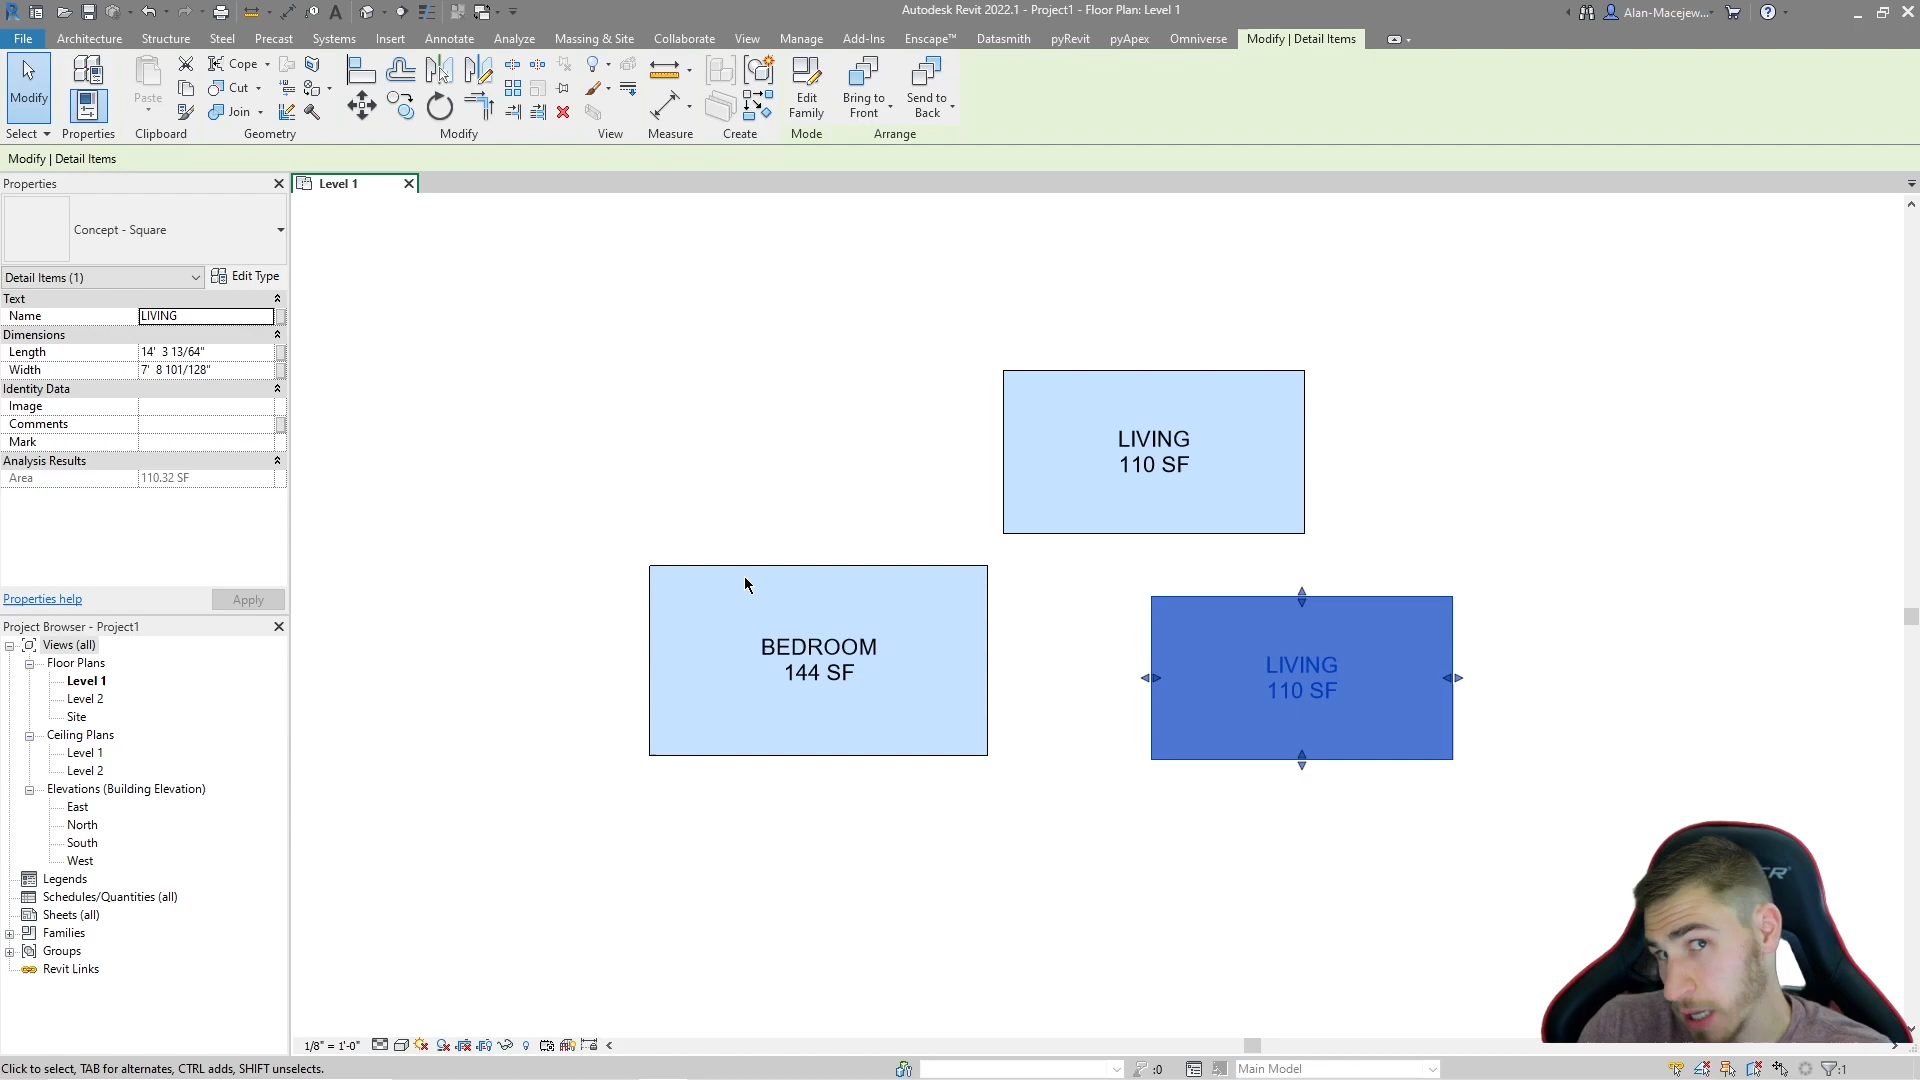 Autodesk Revit 2022.1 - Project1 - Floor Plan: Level 1
Alan-Macejew...
File Architecture Structure Steel Precast Systems Insert Annotate Analyze Massing & Site Collaborate View Manage Add-Ins Enscape™ Datasmith pyRevit pyApex Omniverse Modify | Detail Items
Modify
Paste
Cope
Cut
Join
Edit Family
Bring to Front
Send to Back
Select Properties Clipboard Geometry Modify View Measure Create Mode Arrange
Modify | Detail Items
Properties
Level 1
Concept - Square
Detail Items (1)
Edit Type
Text
Name LIVING
Dimensions
Length 14' 3 13/64"
Width 7' 8 101/128"
Identity Data
Image
Comments
Mark
Analysis Results
Area 110.32 SF
Properties help
Apply
LIVING
110 SF
BEDROOM
144 SF
LIVING
110 SF
Project Browser - Project1
Views (all)
Floor Plans
Level 1
Level 2
Site
Ceiling Plans
Level 1
Level 2
Elevations (Building Elevation)
East
North
South
West
Legends
Schedules/Quantities (all)
Sheets (all)
Families
Groups
Revit Links
1/8" = 1'-0"
Click to select, TAB for alternates, CTRL adds, SHIFT unselects.
:0
Main Model
:1